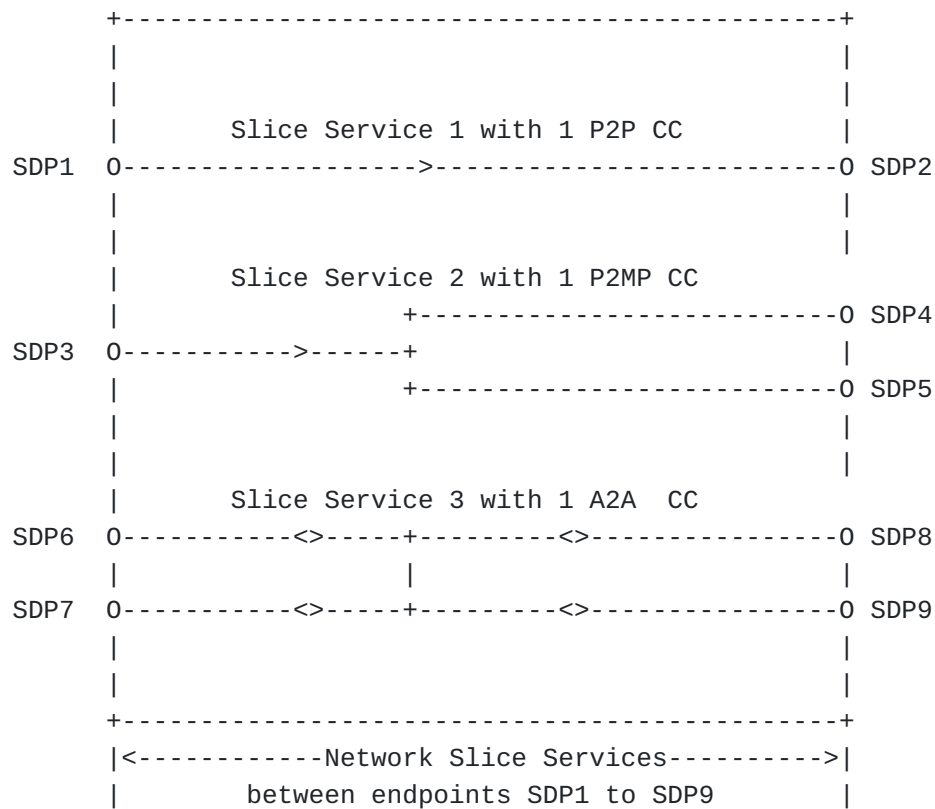 Slice Service 1 with 1 P2P CC
SDP1 O------------------->--------------------------O SDP2
Slice Service 2 with 1 P2MP CC
+---------------------------O SDP4
SDP3 O----------->------+
+---------------------------O SDP5
Slice Service 3 with 1 A2A  CC
SDP6 O-----------<>-----+---------<>----------------O SDP8
SDP7 O-----------<>-----+---------<>----------------O SDP9
|<------------Network Slice Services---------->|
between endpoints SDP1 to SDP9